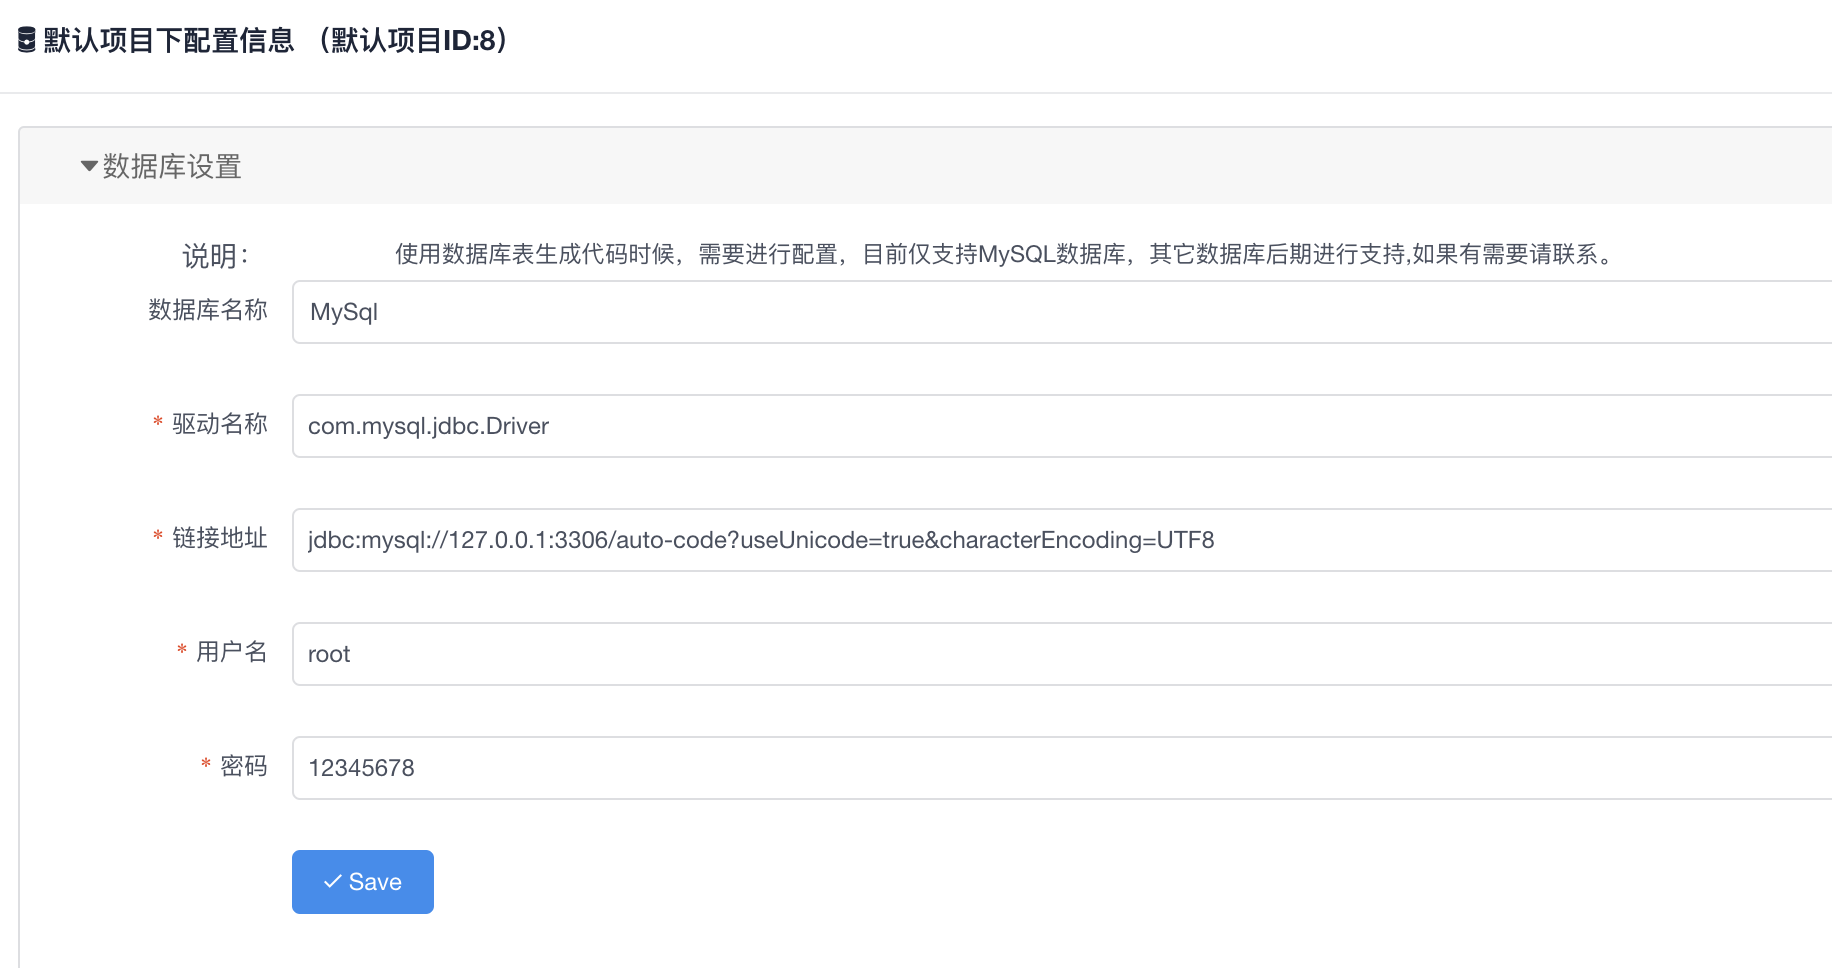 默认项目下配置信息 （默认项目ID:8）
数据库设置
说明： 使用数据库表生成代码时候，需要进行配置，目前仅支持MySQL数据库，其它数据库后期进行支持,如果有需要请联系。
数据库名称 MySql
* 驱动名称 com.mysql.jdbc.Driver
* 链接地址 jdbc:mysql://127.0.0.1:3306/auto-code?useUnicode=true&characterEncoding=UTF8
* 用户名 root
* 密码 12345678
Save